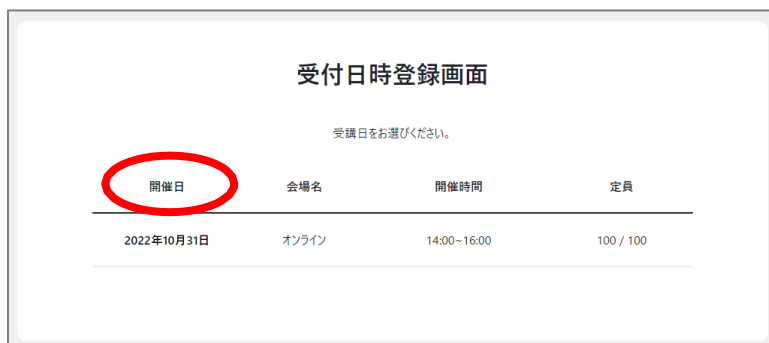 受付日時登録画面
受講日をお選びください。
開催日 会場名 開催時間 定員
2022年10月31日 オンライン 14:00~16:00 100 / 100